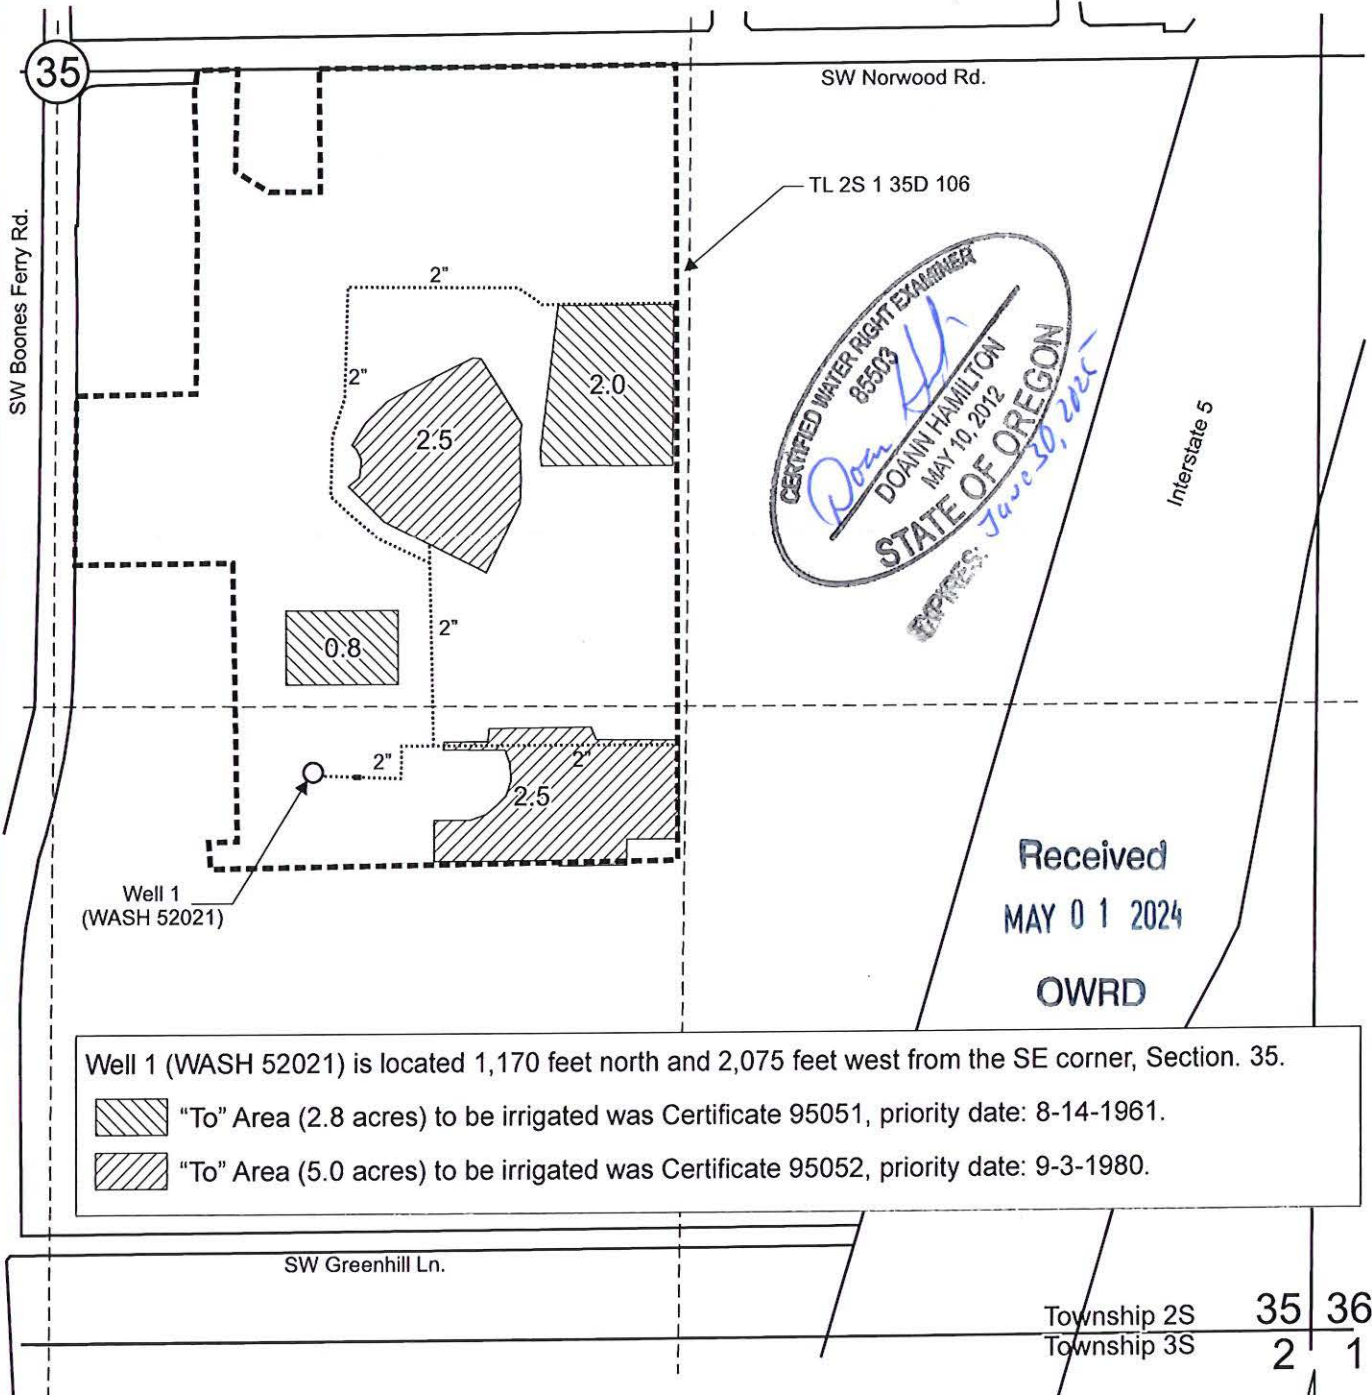 35
SW Norwood Rd.
TL 2S 1 35D 106
SW Boones Ferry Rd.
2"
2"
2.0
2.5
2"
0.8
2"
2"
2.5
Well 1
(WASH 52021)
CERTIFIED WATER RIGHT EXAMINER
85503
DOANN HAMILTON
MAY 10, 2012
STATE OF OREGON
EXPIRES: June 30, 2025
Interstate 5
Received
MAY 0 1 2024
OWRD
Well 1 (WASH 52021) is located 1,170 feet north and 2,075 feet west from the SE corner, Section. 35.
“To” Area (2.8 acres) to be irrigated was Certificate 95051, priority date: 8-14-1961.
“To” Area (5.0 acres) to be irrigated was Certificate 95052, priority date: 9-3-1980.
SW Greenhill Ln.
Township 2S 35 36
Township 3S 2 1